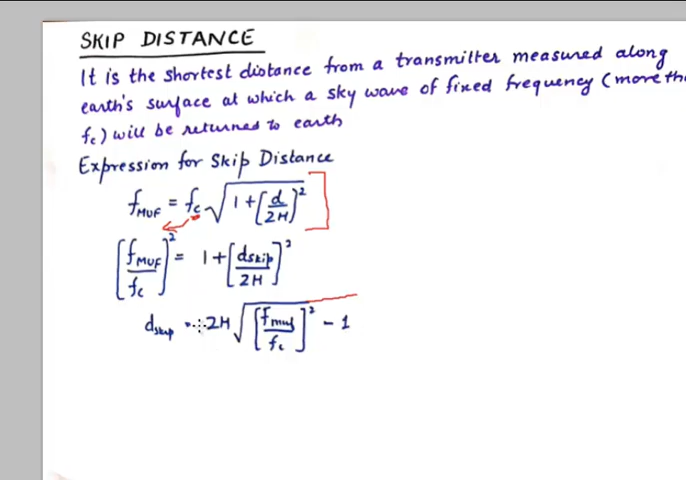 SKIP DISTANCE
It is the shortest distance from a transmitter measured along
earth's surface at which a sky wave of fixed frequency (more tha
fc) will be returned to earth
Expression for Skip Distance
fMUF = fc √(1+[d/2H]²)
[fMUF/fc]² = 1+[dskip/2H]²
dskip = 2H √([fmuf/fc]² - 1)